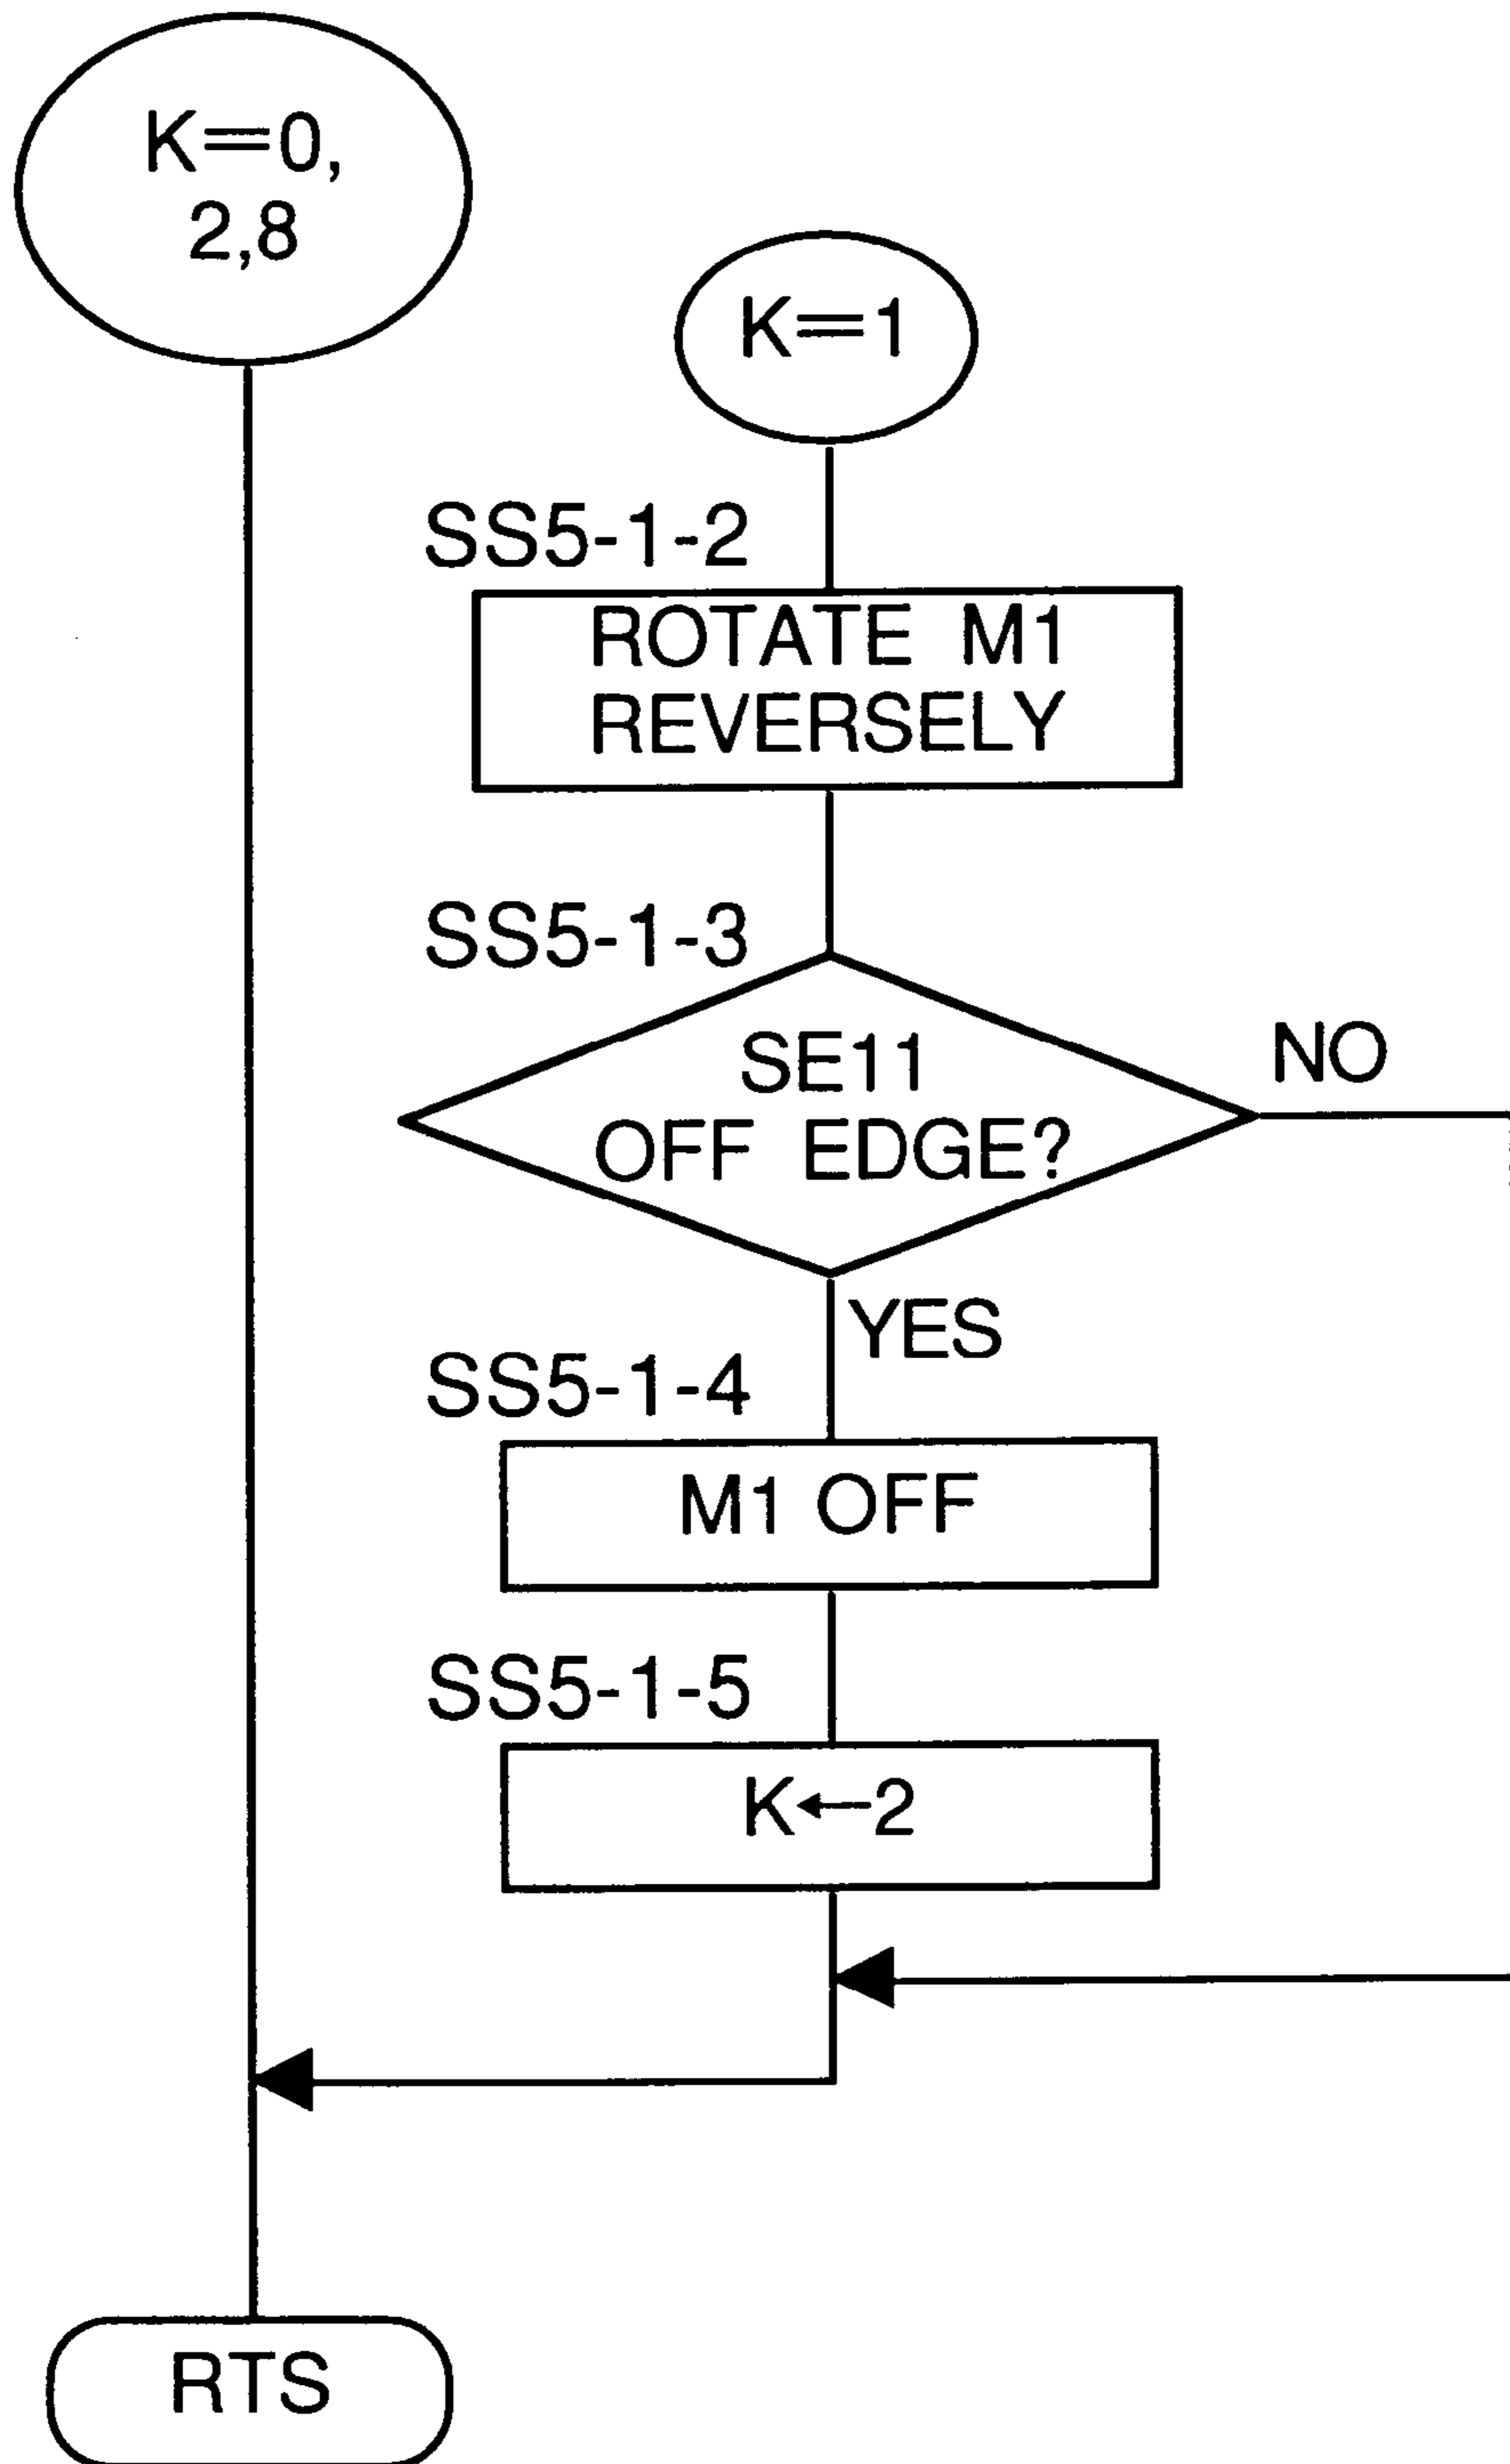 K=0,
2,8
K=1
SS5-1-2
ROTATE M1
REVERSELY
SS5-1-3
SE11
OFF EDGE?
NO
YES
SS5-1-4
M1 OFF
SS5-1-5
K←2
RTS